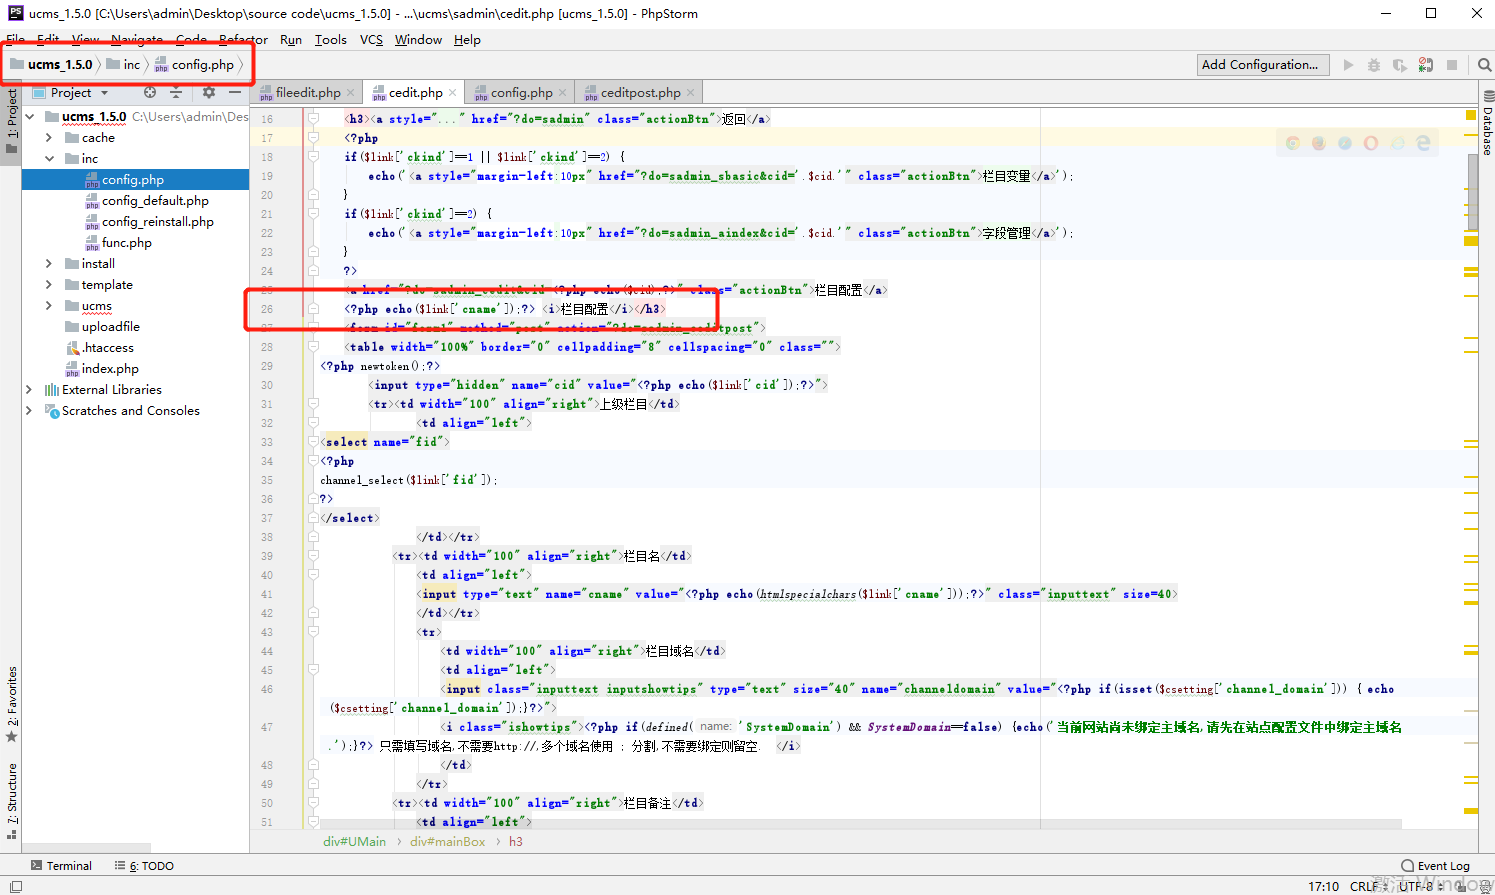 ucms_1.5.0 [C:\Users\admin\Desktop\source code\ucms_1.5.0] - ...\ucms\sadmin\cedit.php [ucms_1.5.0] - PhpStorm
File Edit View Navigate Code Refactor Run Tools VCS Window Help
ucms_1.5.0 inc config.php
Add Configuration...
Project
fileedit.php cedit.php config.php ceditpost.php
1: Project
ucms_1.5.0 C:\Users\admin\Des
cache
inc
config.php
config_default.php
config_reinstall.php
func.php
install
template
ucms
uploadfile
.htaccess
index.php
External Libraries
Scratches and Consoles
16 <h3><a style="..." href="?do=sadmin" class="actionBtn">返回</a>
17 <?php
18 if($link['ckind']==1 || $link['ckind']==2) {
19 echo('<a style="margin-left:10px" href="?do=sadmin_sbasic&cid='.$cid.'" class="actionBtn">栏目变量</a>');
20 }
21 if($link['ckind']==2) {
22 echo('<a style="margin-left:10px" href="?do=sadmin_aindex&cid='.$cid.'" class="actionBtn">字段管理</a>');
23 }
24 ?>
25 <a href="?do=sadmin_cedit&cid=<?php echo($cid);?>" class="actionBtn">栏目配置</a>
26 <?php echo($link['cname']);?> <i>栏目配置</i></h3>
27 <form id="form1" method="post" action="?do=sadmin_ceditpost">
28 <table width="100%" border="0" cellpadding="8" cellspacing="0" class="">
29 <?php newtoken();?>
30 <input type="hidden" name="cid" value="<?php echo($link['cid']);?>">
31 <tr><td width="100" align="right">上级栏目</td>
32 <td align="left">
33 <select name="fid">
34 <?php
35 channel_select($link['fid']);
36 ?>
37 </select>
38 </td></tr>
39 <tr><td width="100" align="right">栏目名</td>
40 <td align="left">
41 <input type="text" name="cname" value="<?php echo(htmlspecialchars($link['cname']));?>" class="inputtext" size=40>
42 </td></tr>
43 <tr>
44 <td width="100" align="right">栏目域名</td>
45 <td align="left">
46 <input class="inputtext inputshowtips" type="text" size="40" name="channeldomain" value="<?php if(isset($csetting['channel_domain'])) { echo
($csetting['channel_domain']);}?>">
47 <i class="ishowtips"><?php if(defined( name: 'SystemDomain') && SystemDomain==false) {echo('当前网站尚未绑定主域名,请先在站点配置文件中绑定主域名
.');}?> 只需填写域名,不需要http://,多个域名使用 ; 分割,不需要绑定则留空. </i>
48 </td>
49 </tr>
50 <tr><td width="100" align="right">栏目备注</td>
51 <td align="left">
div#UMain div#mainBox h3
Database
2: Favorites
7: Structure
Terminal 6: TODO Event Log
17:10 CRLF UTF-8
激活 Window